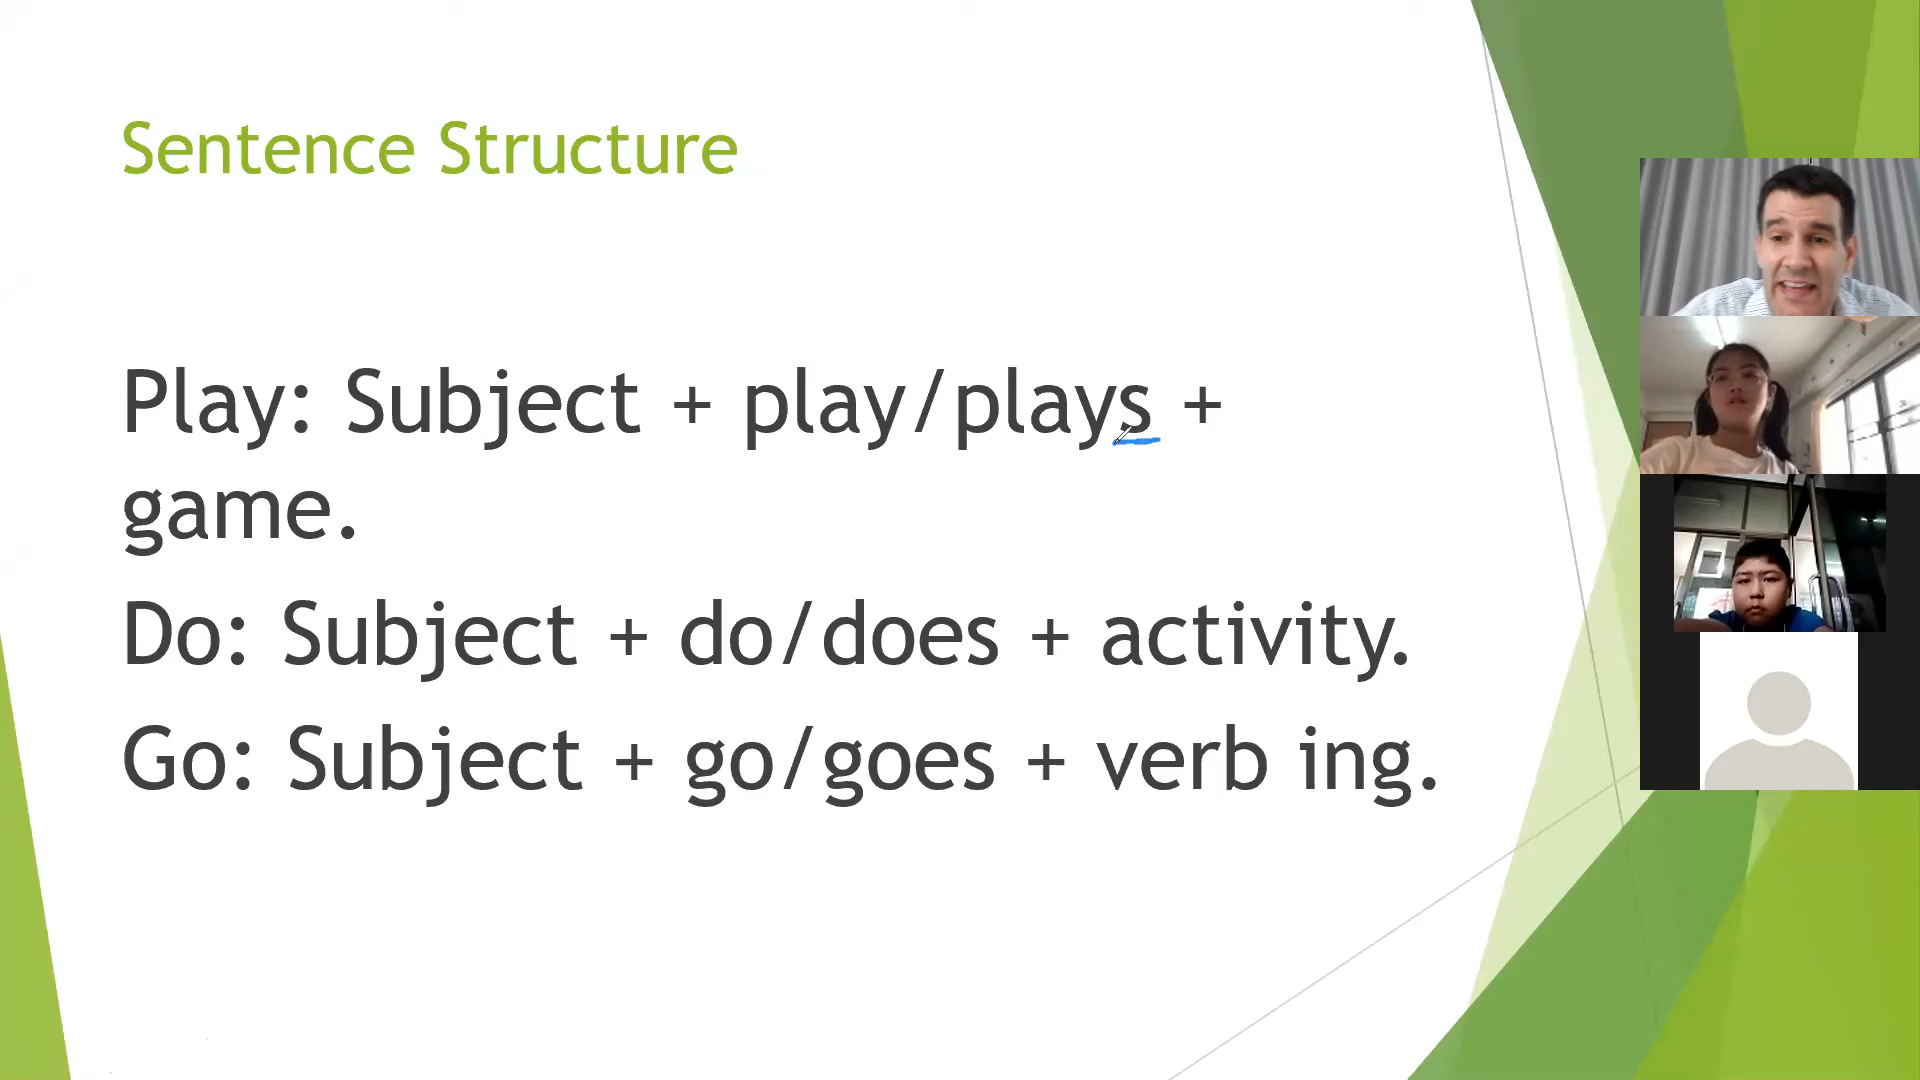 Sentence Structure
Play: Subject + play/plays +
game.
Do: Subject + do/does + activity.
Go: Subject + go/goes + verb ing.